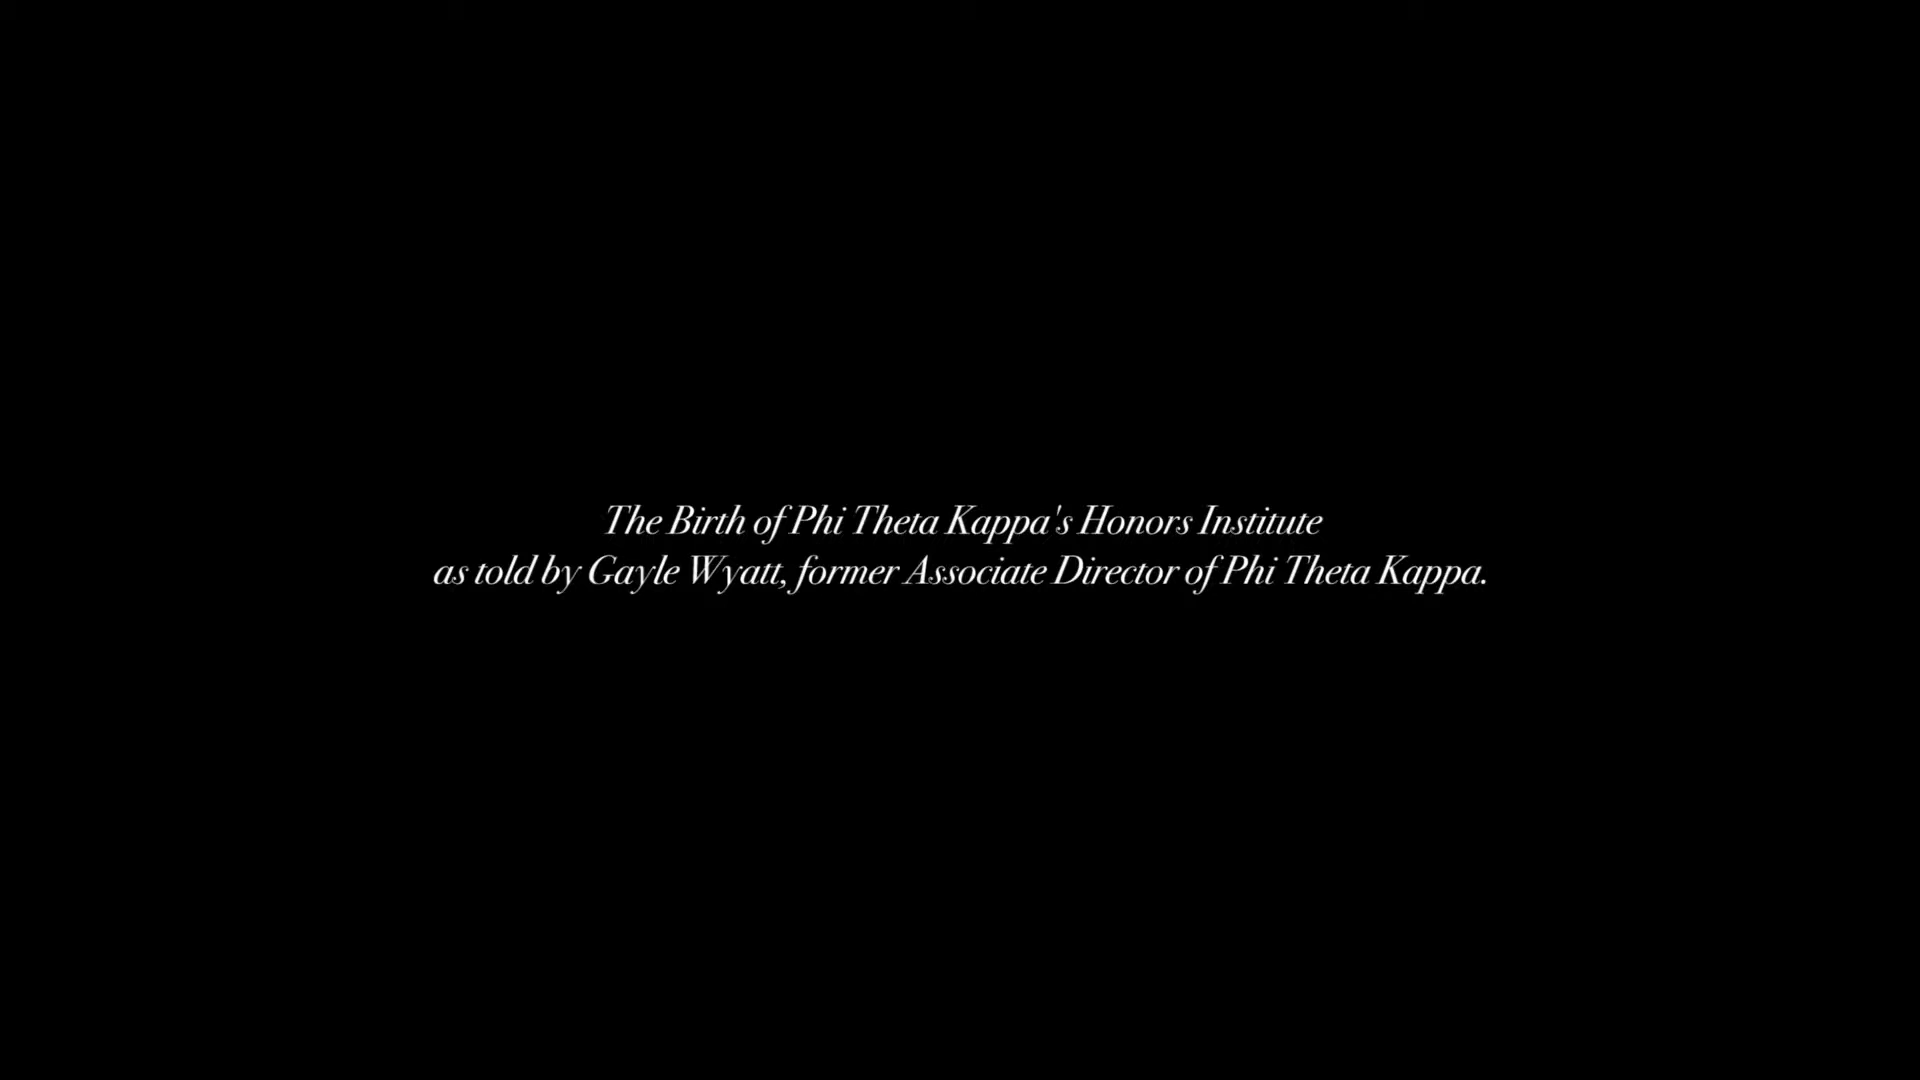 The Birth of Phi Theta Kappa's Honors Institute
as told by Gayle Wyatt, former Associate Director of Phi Theta Kappa.